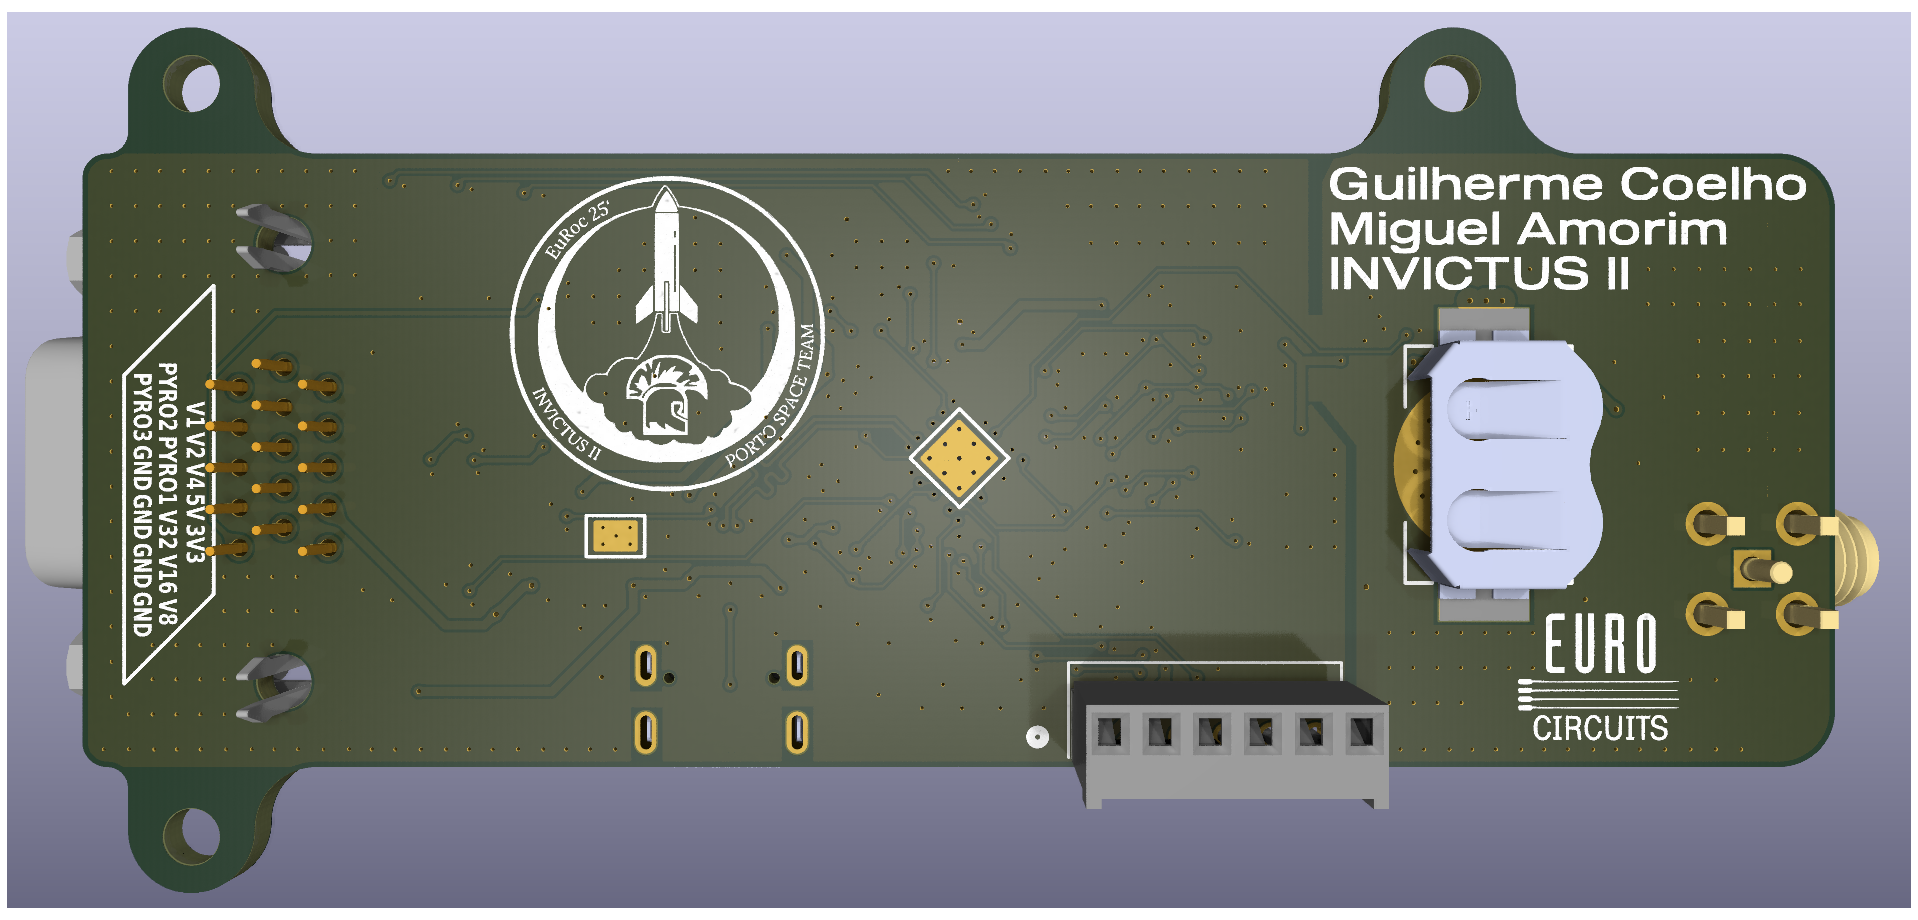 Guilherme Coelho
Miguel Amorim
INVICTUS II
EuRoc 25'
INVICTUS II
PORTO SPACE TEAM
V1 V2 V4 5V 3V3
PYRO2 PYRO1 V32 V16 V8
PYRO3 GND GND GND GND
EURO
CIRCUITS